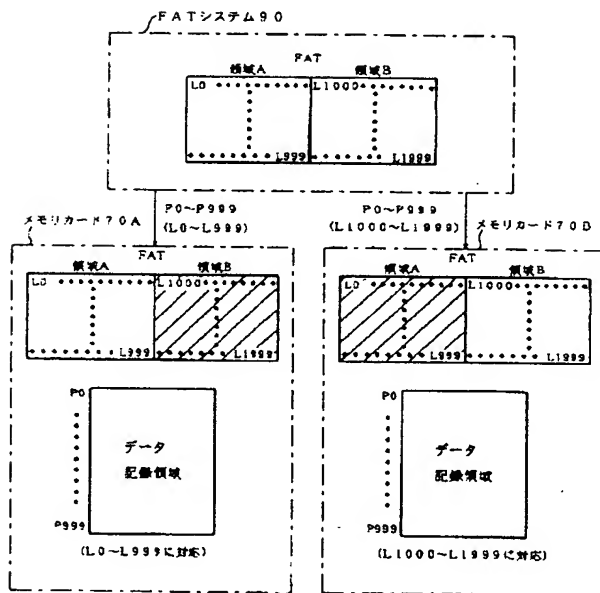 FATシステム90
FAT
領域A 領域B
L0 L1000
L999 L1999
P0〜P999
(L0〜L999)
P0〜P999
(L1000〜L1999)
メモリカード70A
FAT
領域A 領域B
L0 L1000
L999 L1999
P0
データ
記録領域
P999
(L0〜L999に対応)
メモリカード70B
FAT
領域A 領域B
L0 L1000
L999 L1999
P0
データ
記録領域
P999
(L1000〜L1999に対応)